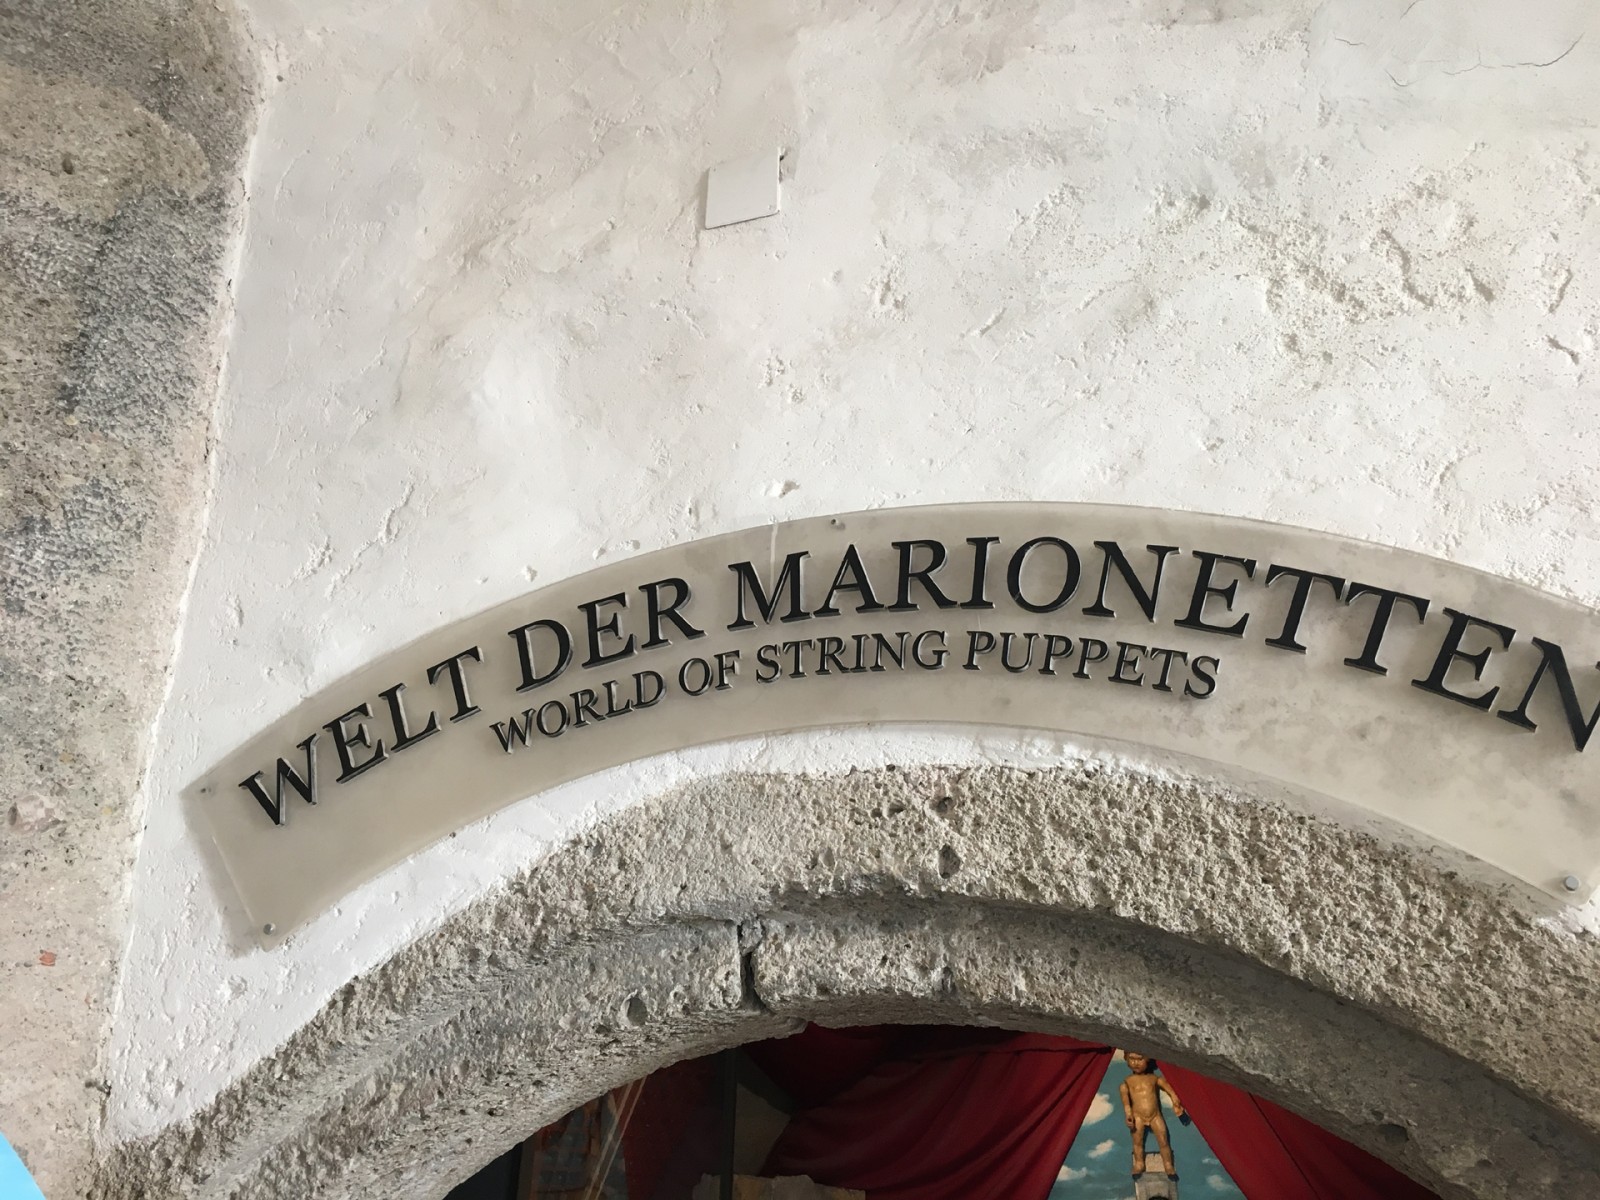 WELT DER MARIONETTEN
WORLD OF STRING PUPPETS